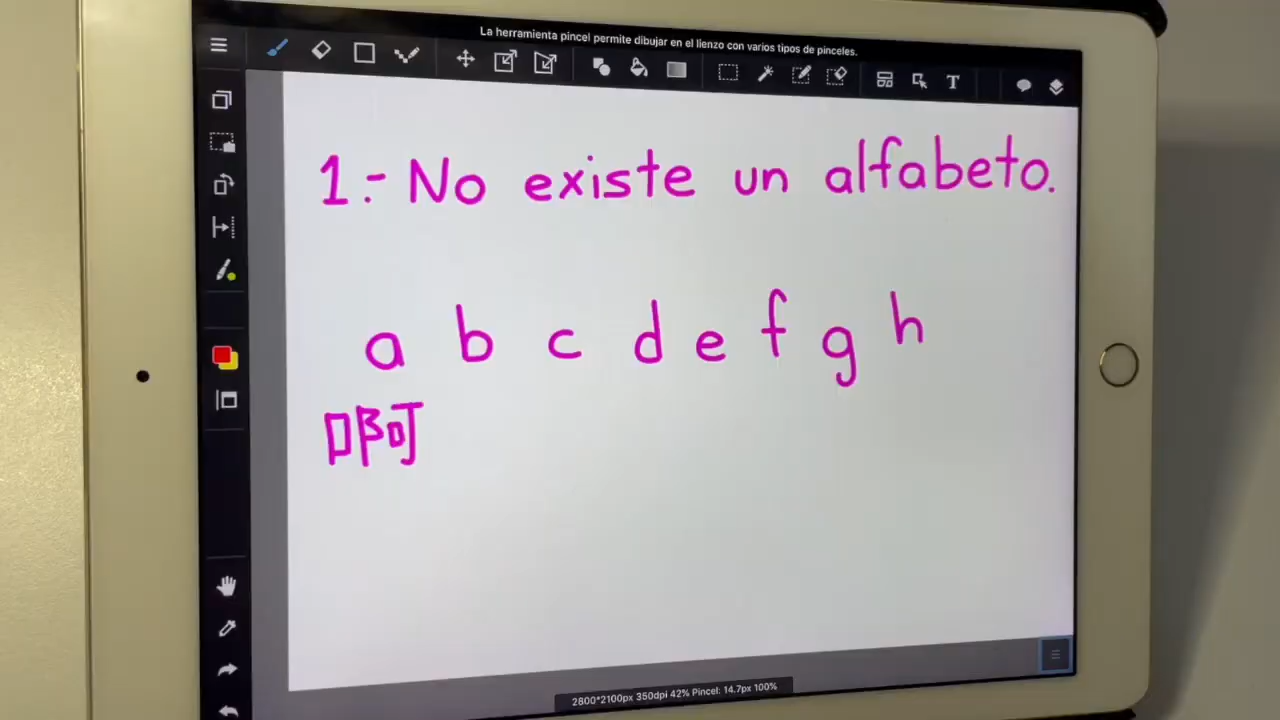 La herramienta pincel permite dibujar en el lienzo con varios tipos de pinceles.
T
1.- No existe un alfabeto.
a b c d e f g h
啊
2800*2100px 350dpi 42% Pincel: 14.7px 100%